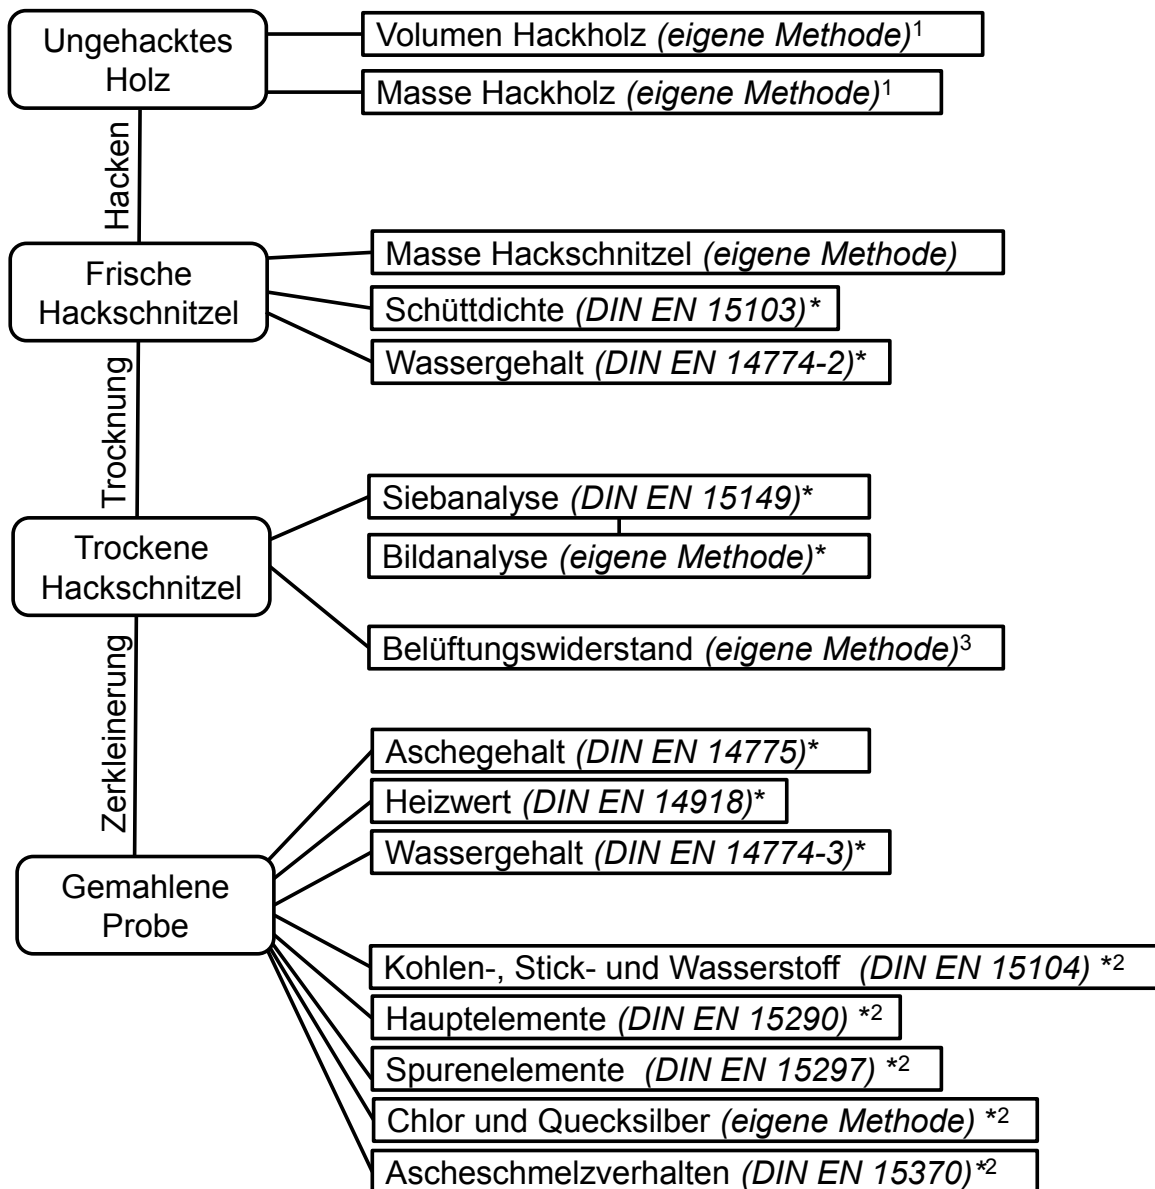 Ungehacktes
Holz
Volumen Hackholz (eigene Methode)¹
Masse Hackholz (eigene Methode)¹
Hacken
Frische
Hackschnitzel
Masse Hackschnitzel (eigene Methode)
Schüttdichte (DIN EN 15103)*
Wassergehalt (DIN EN 14774-2)*
Trocknung
Trockene
Hackschnitzel
Siebanalyse (DIN EN 15149)*
Bildanalyse (eigene Methode)*
Belüftungswiderstand (eigene Methode)³
Zerkleinerung
Gemahlene
Probe
Aschegehalt (DIN EN 14775)*
Heizwert (DIN EN 14918)*
Wassergehalt (DIN EN 14774-3)*
Kohlen-, Stick- und Wasserstoff (DIN EN 15104) *²
Hauptelemente (DIN EN 15290) *²
Spurenelemente (DIN EN 15297) *²
Chlor und Quecksilber (eigene Methode) *²
Ascheschmelzverhalten (DIN EN 15370)*²